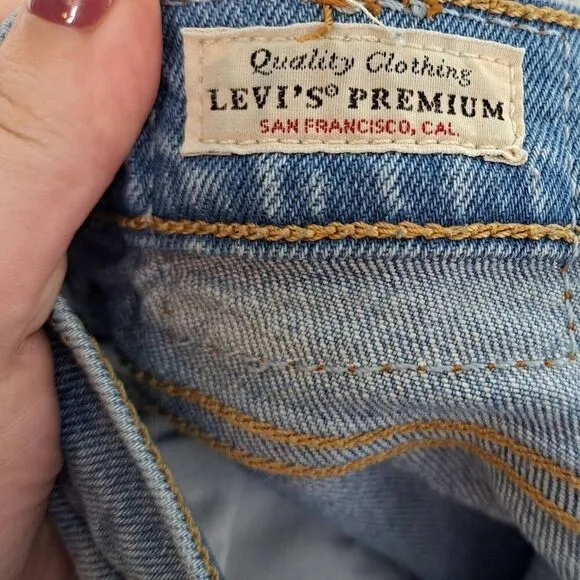 Quality Clothing
LEVI'S® PREMIUM
SAN FRANCISCO, CAL.